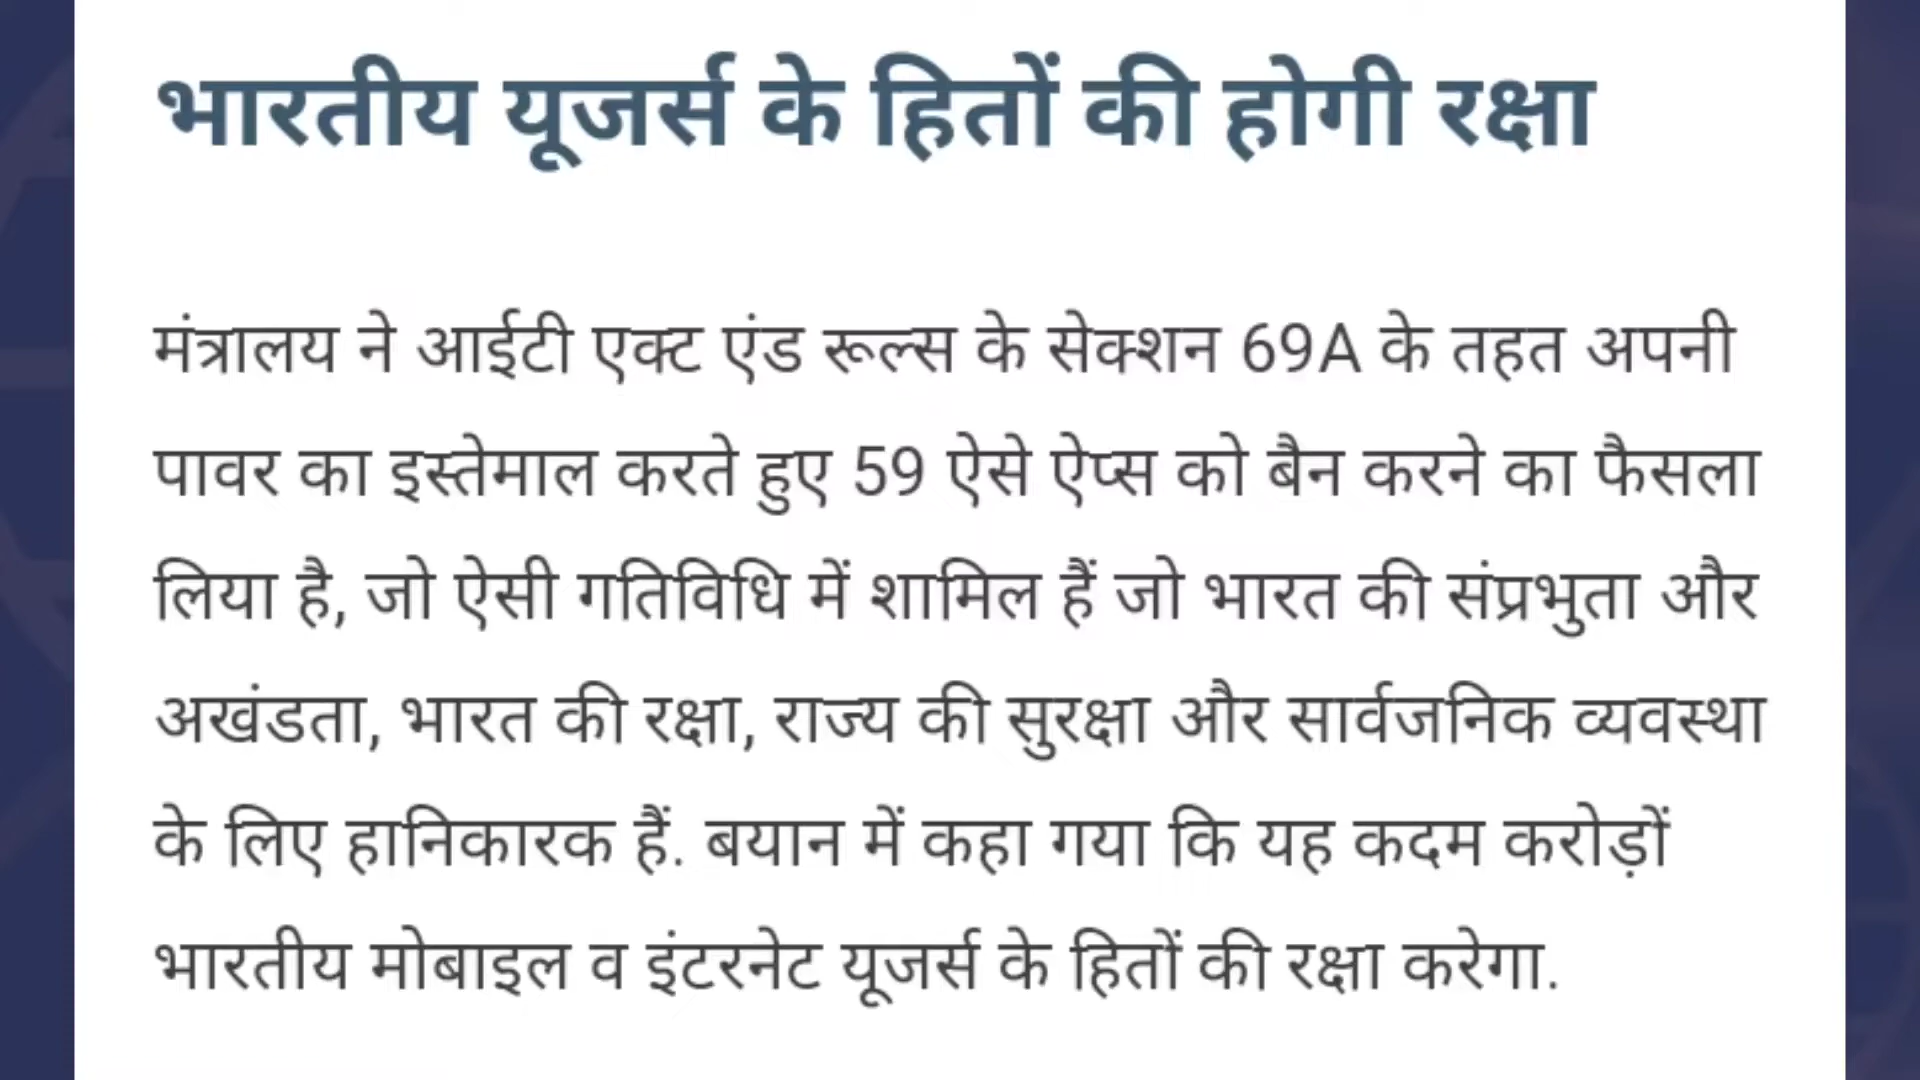 भारतीय यूजर्स के हितों की होगी रक्षा
मंत्रालय ने आईटी एक्ट एंड रूल्स के सेक्शन 69A के तहत अपनी
पावर का इस्तेमाल करते हुए 59 ऐसे ऐप्स को बैन करने का फैसला
लिया है, जो ऐसी गतिविधि में शामिल हैं जो भारत की संप्रभुता और
अखंडता, भारत की रक्षा, राज्य की सुरक्षा और सार्वजनिक व्यवस्था
के लिए हानिकारक हैं. बयान में कहा गया कि यह कदम करोड़ों
भारतीय मोबाइल व इंटरनेट यूजर्स के हितों की रक्षा करेगा.